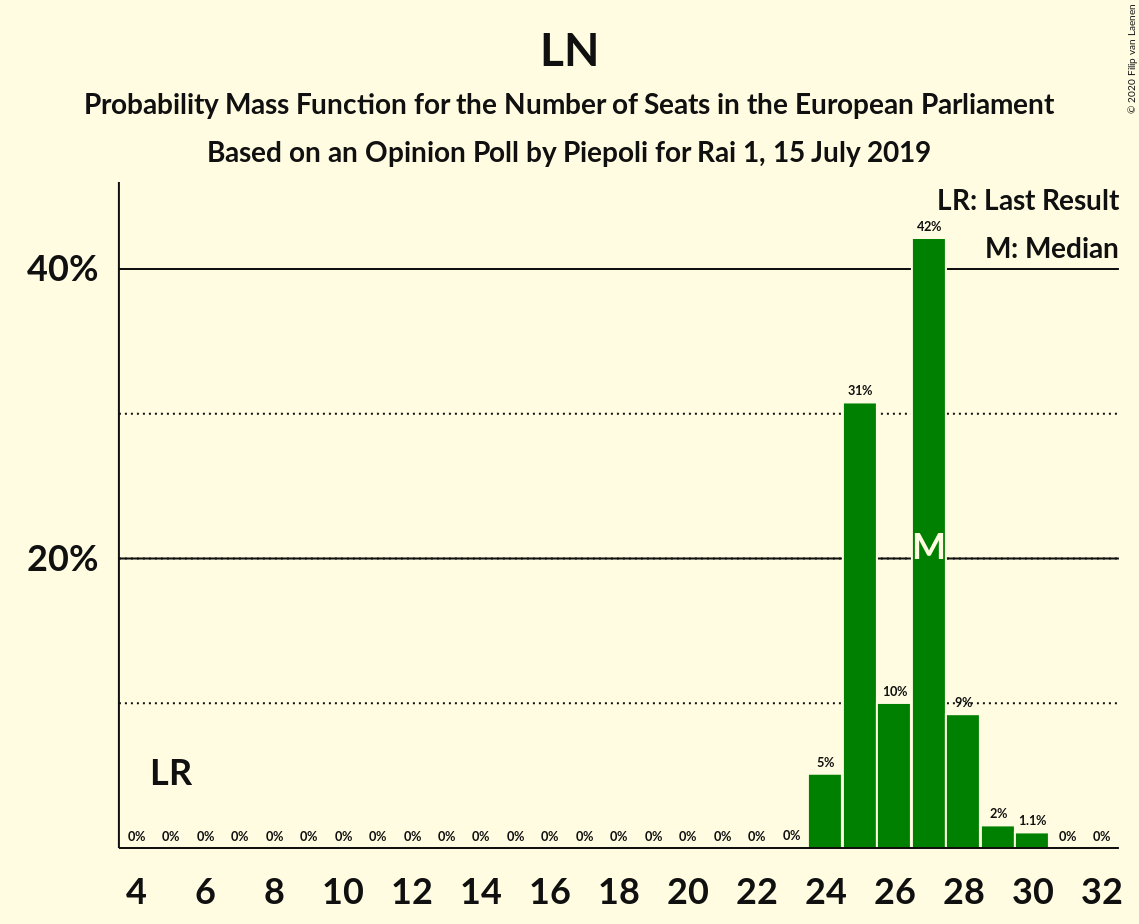 LN
Probability Mass Function for the Number of Seats in the European Parliament
Based on an Opinion Poll by Piepoli for Rai 1, 15 July 2019
© 2020 Filip van Laenen
LR: Last Result
M: Median
40%
20%
42%
31%
M
10%
9%
LR
5%
2%
1.1%
0% 0% 0% 0% 0% 0% 0% 0% 0% 0% 0% 0% 0% 0% 0% 0% 0% 0% 0% 0% 0% 0%
4 6 8 10 12 14 16 18 20 22 24 26 28 30 32